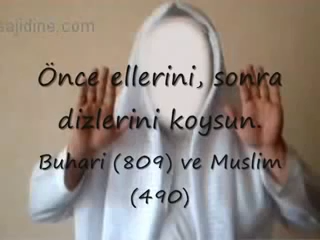 sajidine.com
Önce ellerini, sonra
dizlerini koysun.
Buhari (809) ve Muslim
(490)